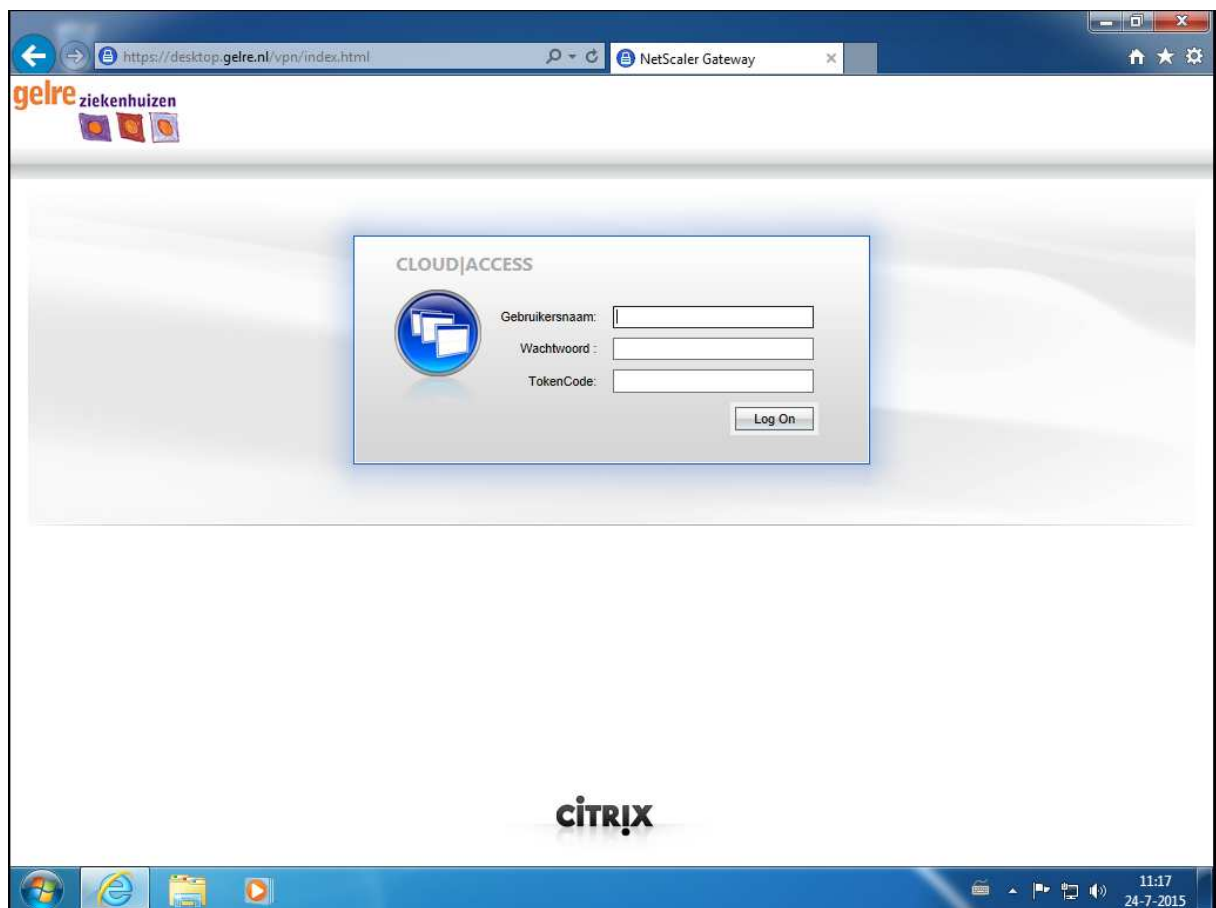 https://desktop.gelre.nl/vpn/index.html
NetScaler Gateway
gelre ziekenhuizen
CLOUD|ACCESS
Gebruikersnaam:
Wachtwoord :
TokenCode:
Log On
CITRIX
11:17
24-7-2015